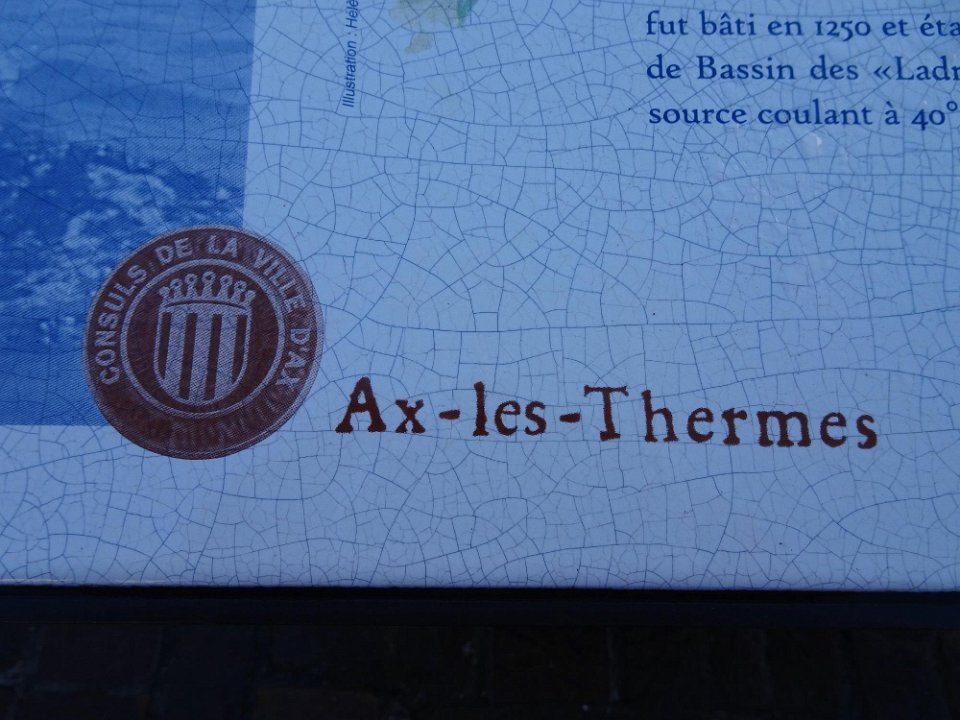 Illustration : Hélè
fut bâti en 1250 et éta
de Bassin des «Ladr
source coulant à 40°
CONSULS DE LA VILLE D'AX
Ax-les-Thermes